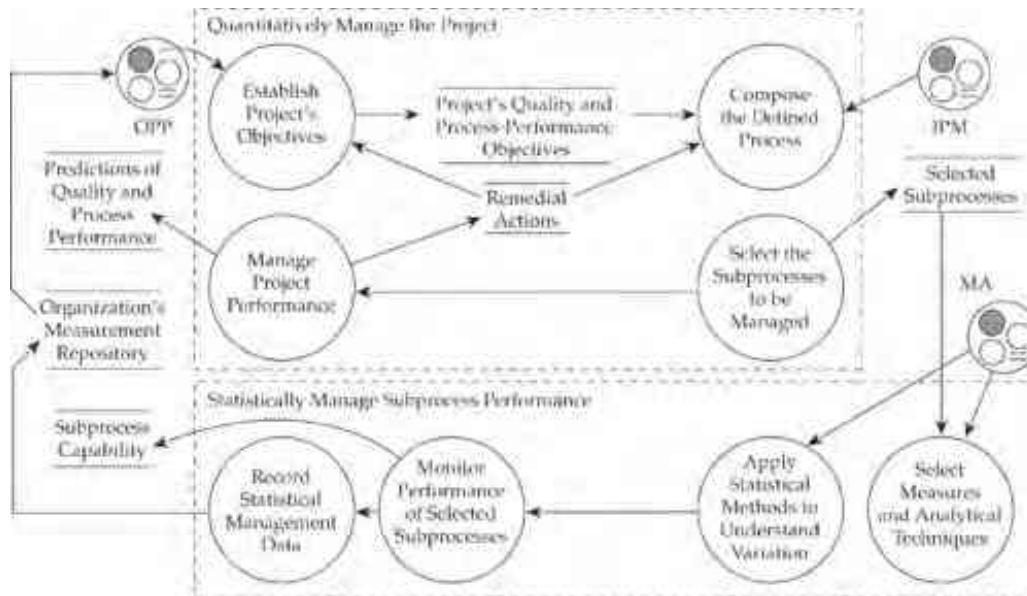 Quantitatively Manage the Project
OPP
Establish
Project's
Objectives
Project's Quality and
Process-Performance
Objectives
Compose
the Defined
Process
IPM
Predictions of
Quality and
Process
Performance
Remedial
Actions
Selected
Subprocesses
Manage
Project
Performance
Select the
Subprocesses
to be
Managed
MA
Organization's
Measurement
Repository
Statistically Manage Subprocess Performance
Subprocess
Capability
Record
Statistical
Management
Data
Monitor
Performance
of Selected
Subprocesses
Apply
Statistical
Methods to
Understand
Variation
Select
Measures
and Analytical
Techniques